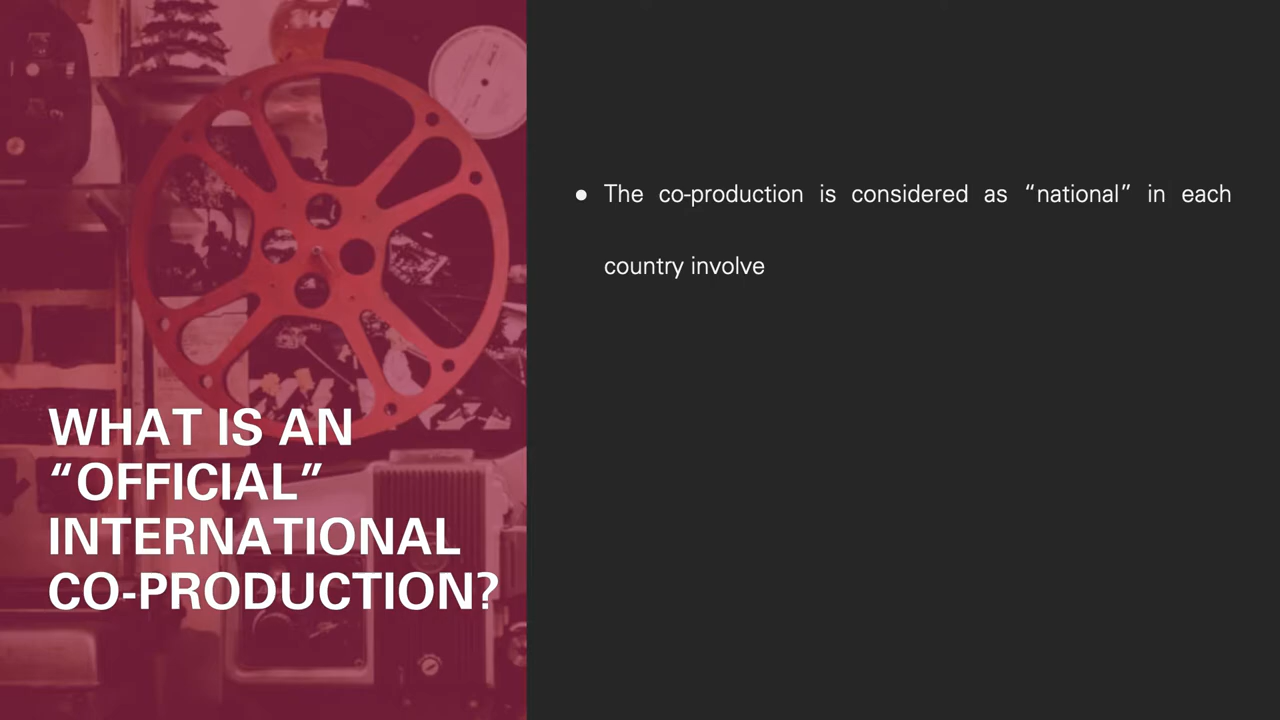 WHAT IS AN
“OFFICIAL”
INTERNATIONAL
CO-PRODUCTION?
● The co-production is considered as “national” in each
country involve